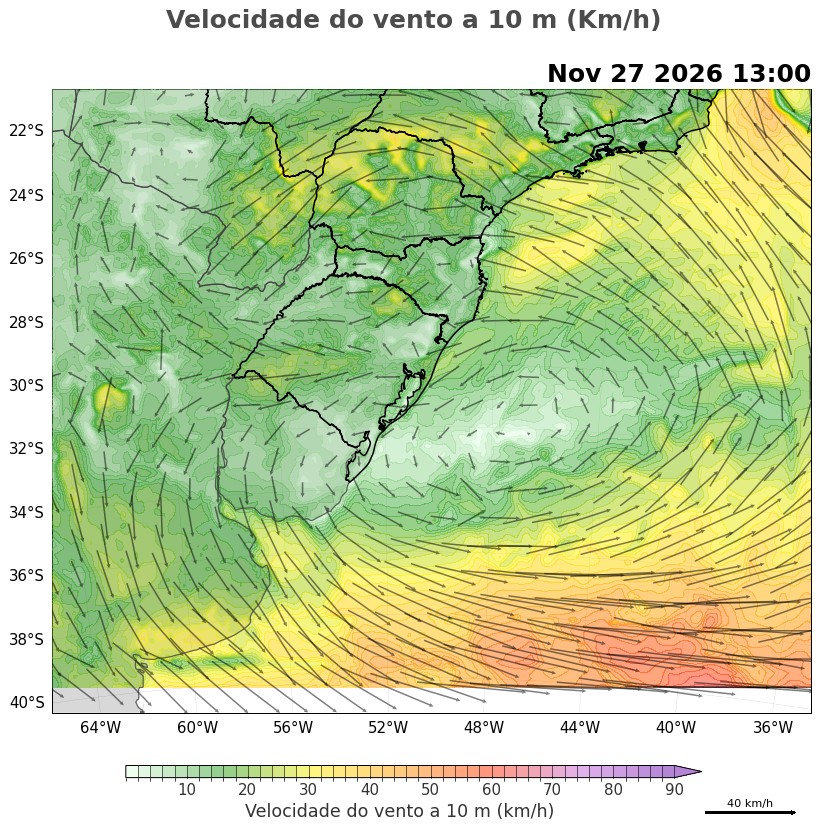 Velocidade do vento a 10 m (Km/h)
Nov 27 2026 13:00
22°S
24°S
26°S
28°S
30°S
32°S
34°S
36°S
38°S
40°S
64°W 60°W 56°W 52°W 48°W 44°W 40°W 36°W
10 20 30 40 50 60 70 80 90
Velocidade do vento a 10 m (km/h)
40 km/h